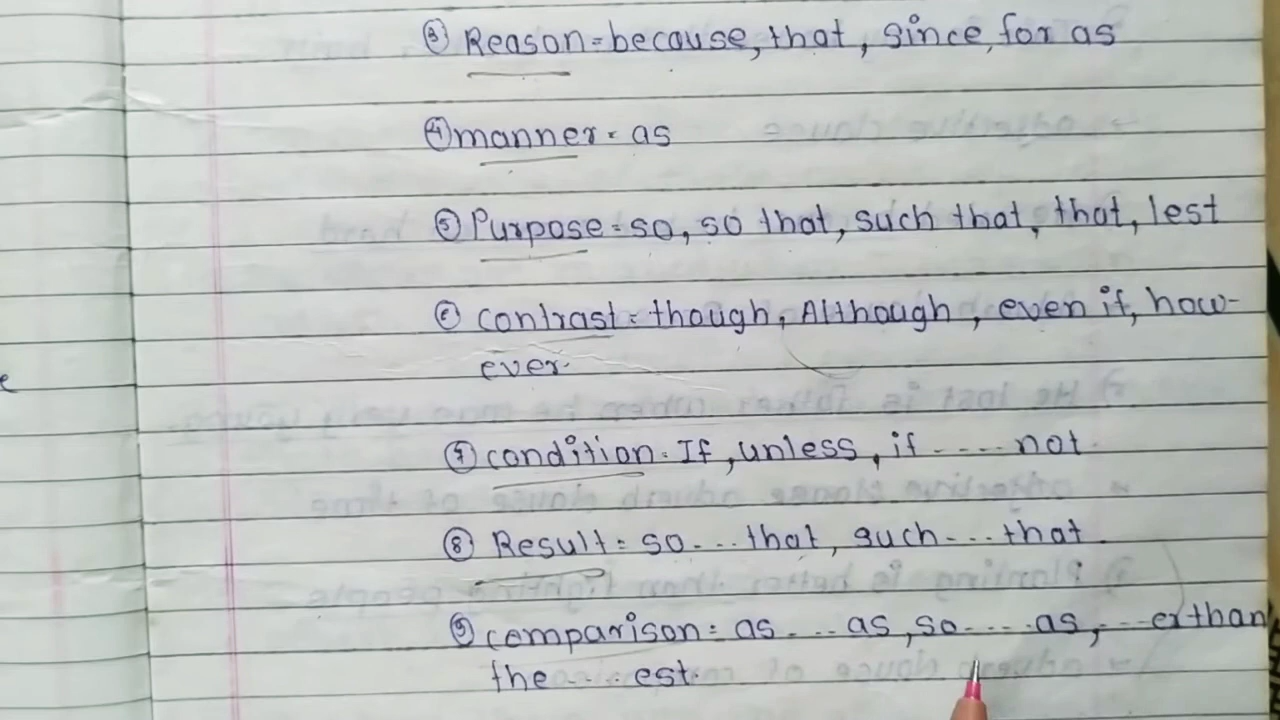 ③ Reason = because, that, since, for as
④ manner = as
⑤ Purpose = so, so that, such that, that, lest
⑥ contrast = though, Although, even if, how-
ever.
⑦ condition = If, unless, if ---- not.
⑧ Result = so ... that, such ... that
⑨ comparison = as ... as, so .... as, --- er than
the ... est.